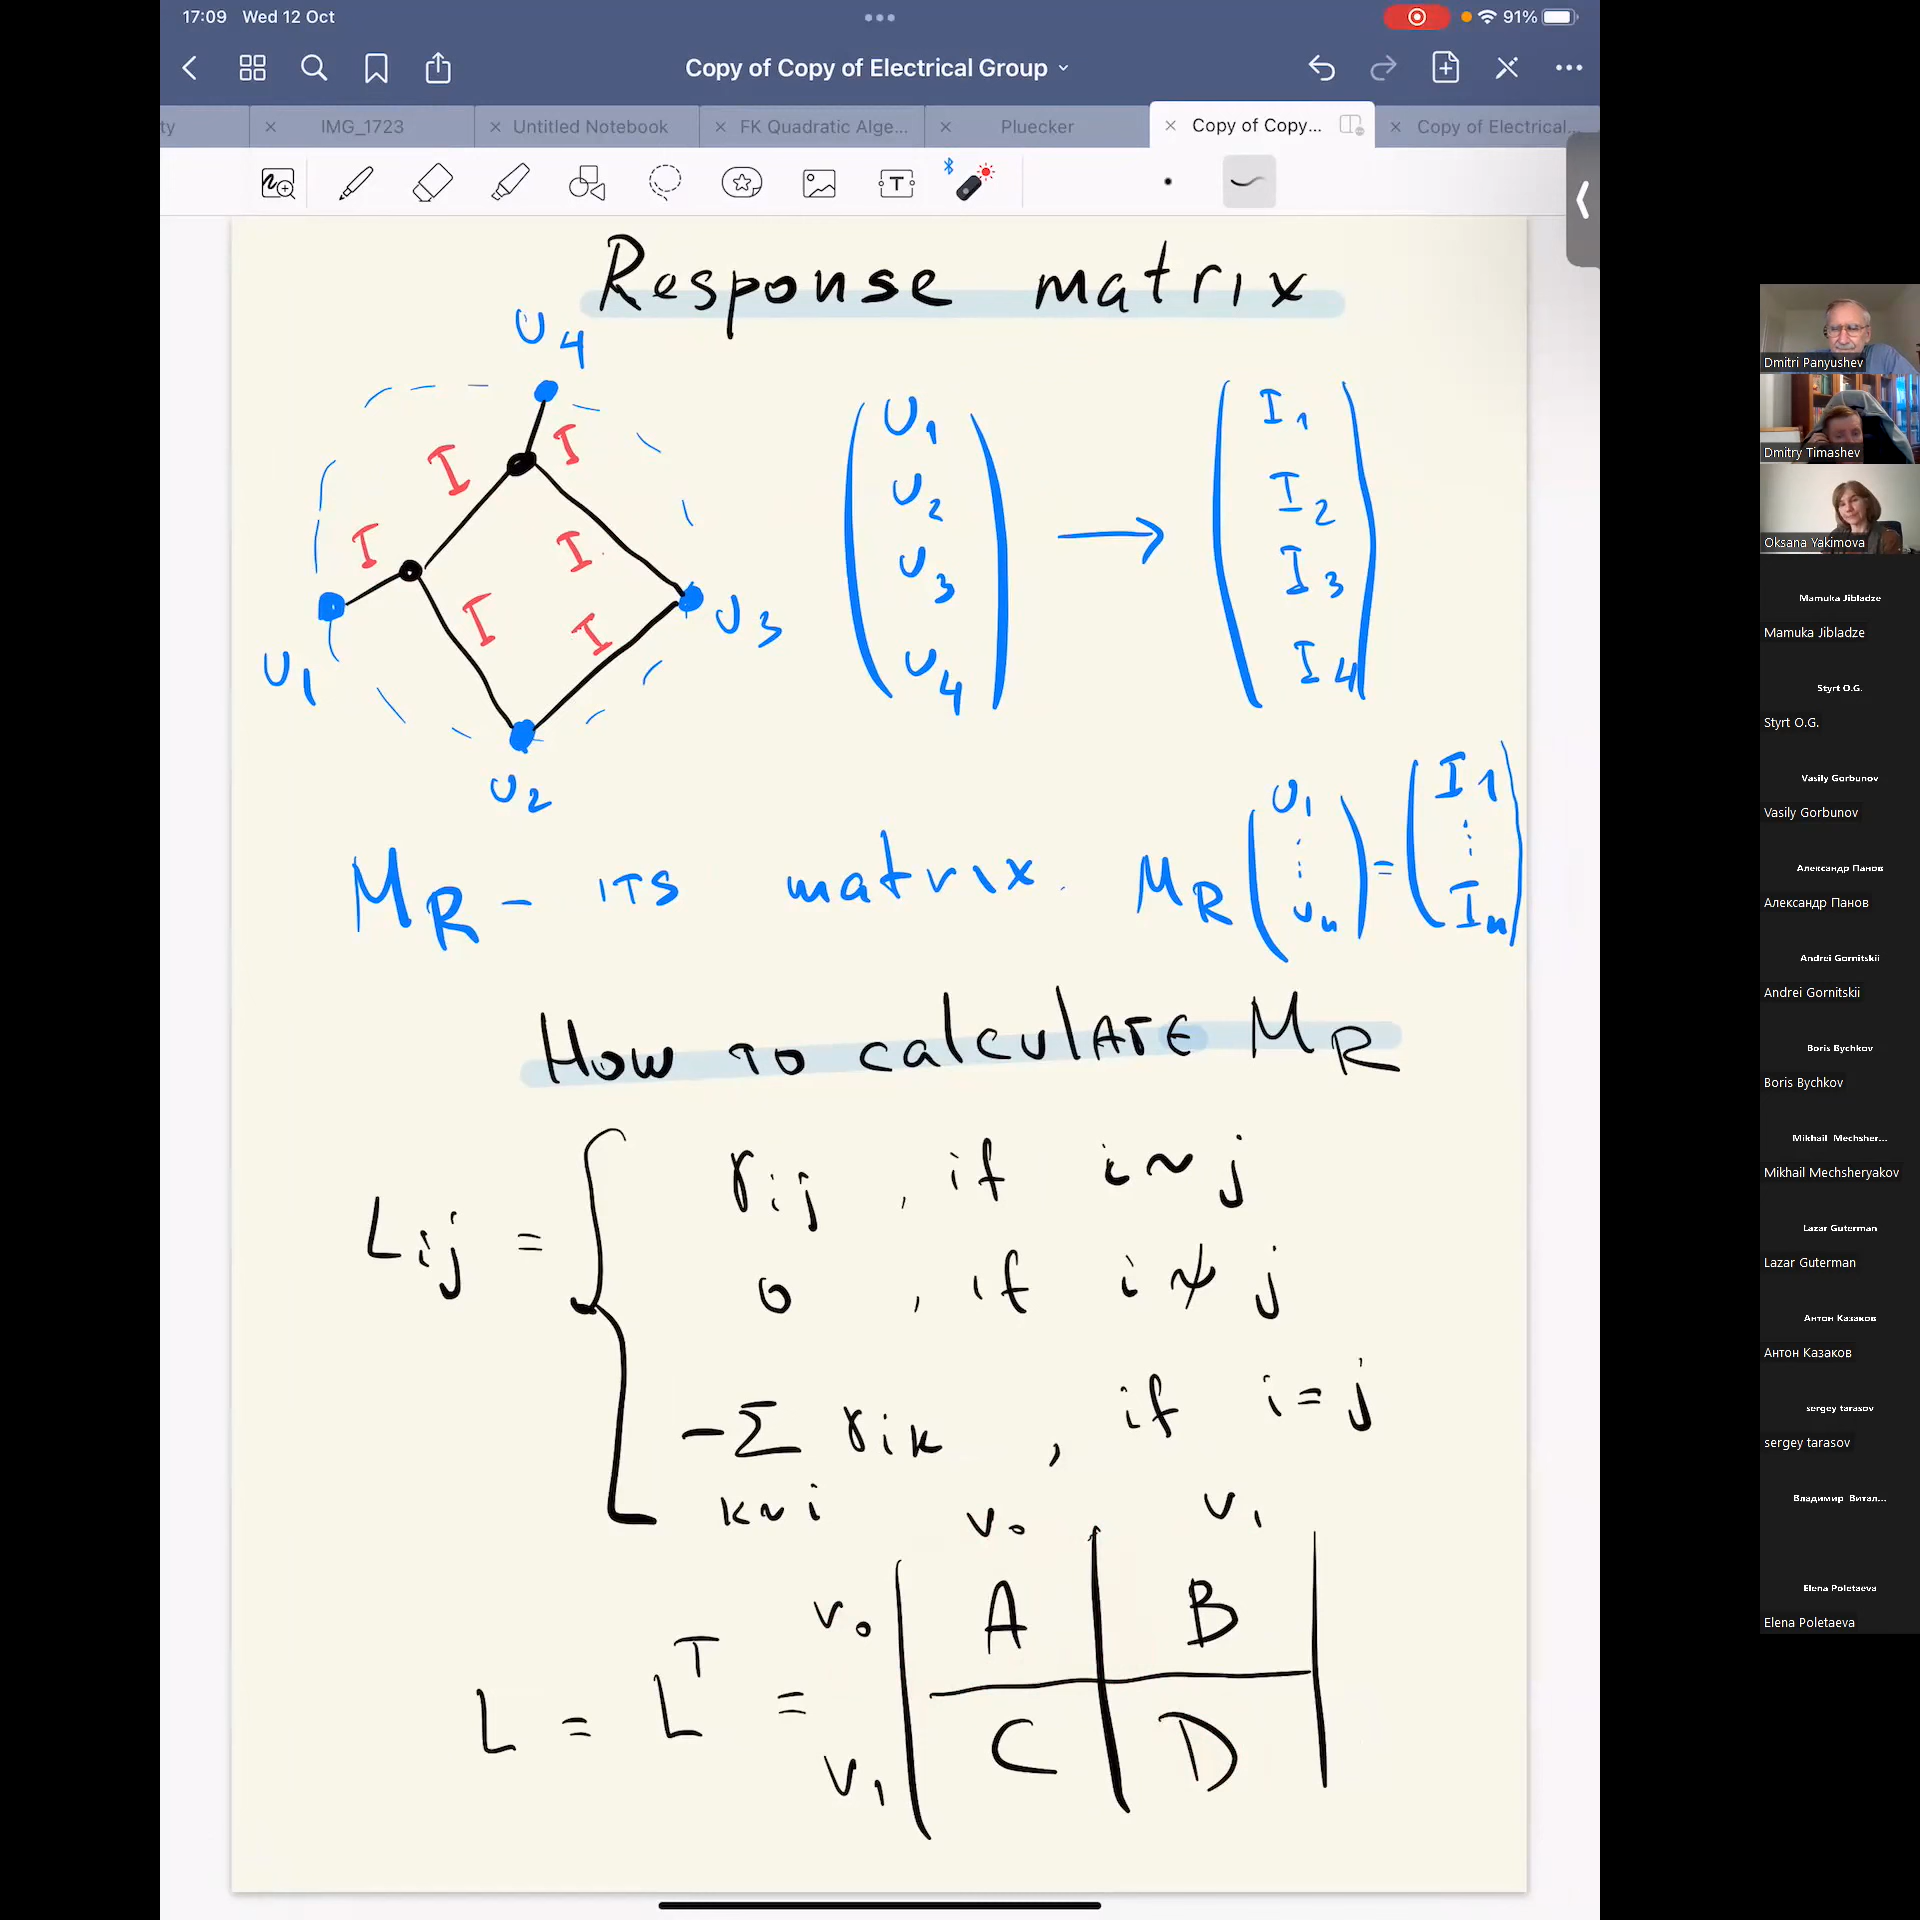 17:09 Wed 12 Oct
91%
Copy of Copy of Electrical Group
ty
IMG_1723
Untitled Notebook
FK Quadratic Alge...
Pluecker
Copy of Copy...
Copy of Electrical...
Response matrix
U4
I I
I I
I I
U1
U2
U3
U1 I1
U2 → I2
U3 I3
U4 I4
MR - ITS matrix. MR (U1 ⋮ Un) = (I1 ⋮ In)
How to calculate MR
Lij = { γij , if i ~ j
0 , if i ≁ j
-Σ γik , if i = j
k~i
V0 V1
V0 A B
L = L^T =
V1 C D
Dmitri Panyushev
Dmitry Timashev
Oksana Yakimova
Mamuka Jibladze
Mamuka Jibladze
Styrt O.G.
Styrt O.G.
Vasily Gorbunov
Vasily Gorbunov
Александр Панов
Александр Панов
Andrei Gornitskii
Andrei Gornitskii
Boris Bychkov
Boris Bychkov
Mikhail Mechsher...
Mikhail Mechsheryakov
Lazar Guterman
Lazar Guterman
Антон Казаков
Антон Казаков
sergey tarasov
sergey tarasov
Владимир Витал...
Elena Poletaeva
Elena Poletaeva